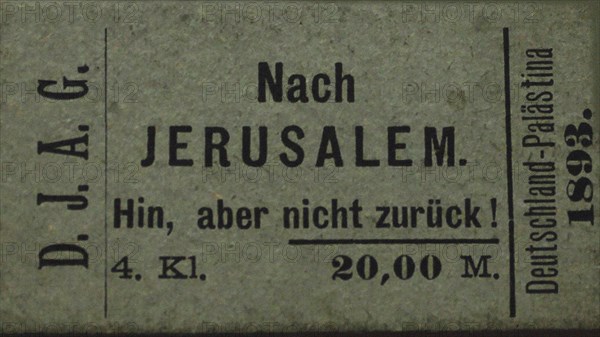 D. J. A. G.
Nach
JERUSALEM.
Hin, aber nicht zurück!
4. Kl. 20,00 M.
Deutschland-Palästina
1893.